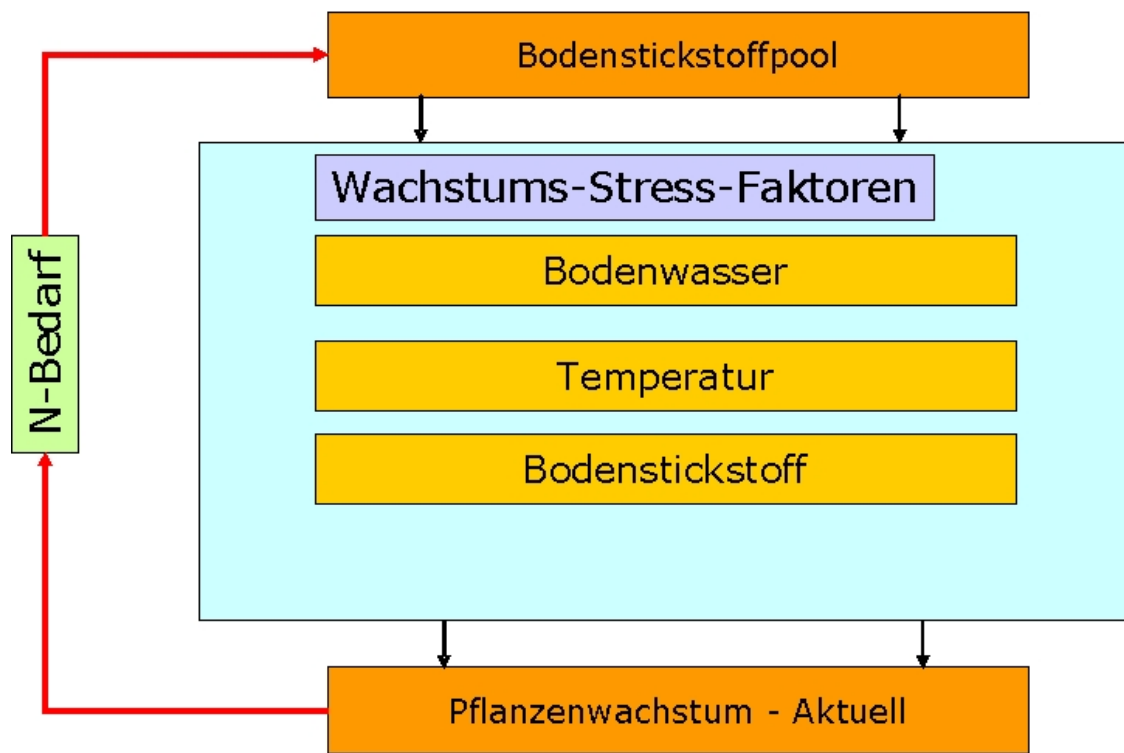 Bodenstickstoffpool
Wachstums-Stress-Faktoren
Bodenwasser
N-Bedarf
Temperatur
Bodenstickstoff
Pflanzenwachstum - Aktuell